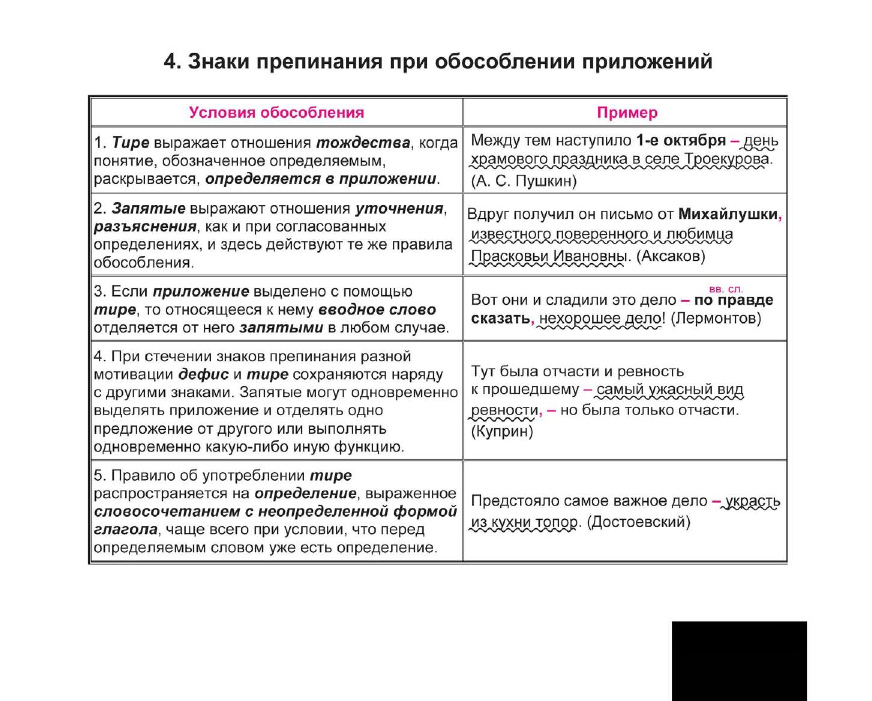 4. Знаки препинания при обособлении приложений
Условия обособления
Пример
1. Тире выражает отношения тождества, когда
понятие, обозначенное определяемым,
раскрывается, определяется в приложении.
Между тем наступило 1-е октября – день
храмового праздника в селе Троекурова.
(А. С. Пушкин)
2. Запятые выражают отношения уточнения,
разъяснения, как и при согласованных
определениях, и здесь действуют те же правила
обособления.
Вдруг получил он письмо от Михайлушки,
известного поверенного и любимца
Прасковьи Ивановны. (Аксаков)
3. Если приложение выделено с помощью
тире, то относящееся к нему вводное слово
отделяется от него запятыми в любом случае.
вв. сл.
Вот они и сладили это дело – по правде
сказать, нехорошее дело! (Лермонтов)
4. При стечении знаков препинания разной
мотивации дефис и тире сохраняются наряду
с другими знаками. Запятые могут одновременно
выделять приложение и отделять одно
предложение от другого или выполнять
одновременно какую-либо иную функцию.
Тут была отчасти и ревность
к прошедшему – самый ужасный вид
ревности, – но была только отчасти.
(Куприн)
5. Правило об употреблении тире
распространяется на определение, выраженное
словосочетанием с неопределенной формой
глагола, чаще всего при условии, что перед
определяемым словом уже есть определение.
Предстояло самое важное дело – украсть
из кухни топор. (Достоевский)